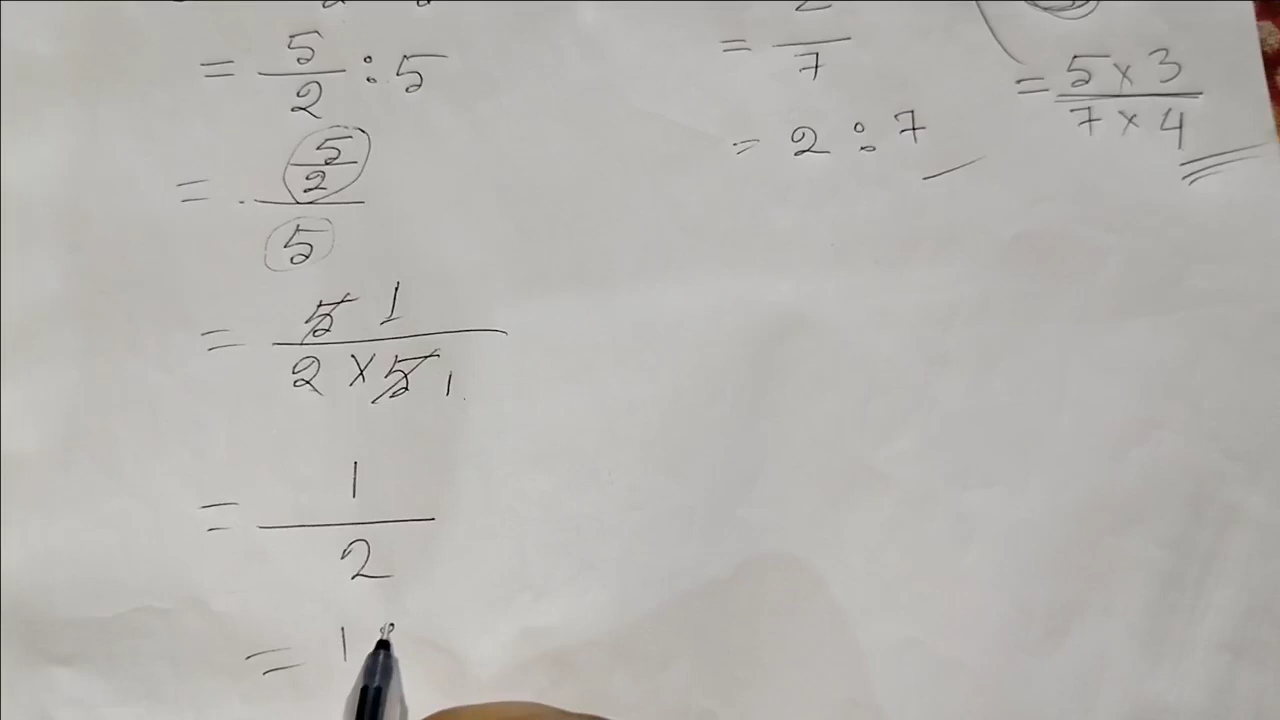 = 5/2 : 5
= 5/2 / 5
= 5 1 / 2 × 5 1
= 1/2
= 1
= /7
= 2 : 7
= 5 × 3 / 7 × 4